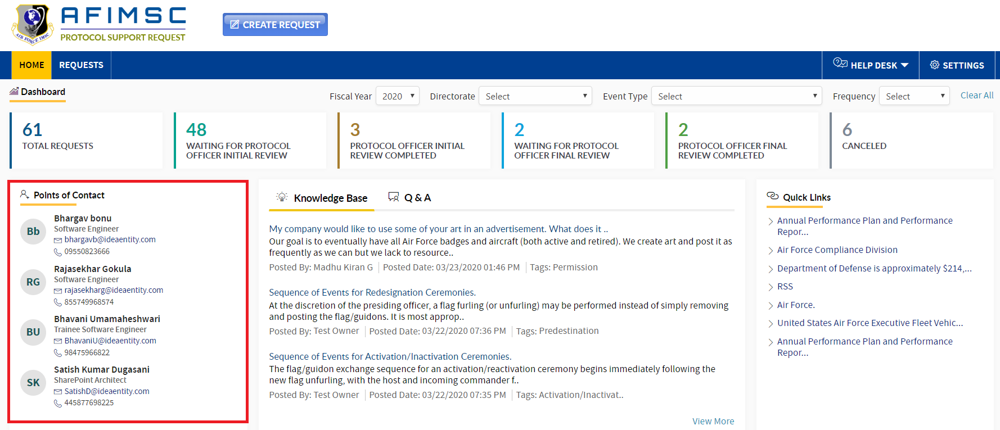 AIR FORCE IMSC
AFIMSC
PROTOCOL SUPPORT REQUEST
CREATE REQUEST
HOME
REQUESTS
HELP DESK
SETTINGS
Dashboard
Fiscal Year
2020
Directorate
Select
Event Type
Select
Frequency
Select
Clear All
61
TOTAL REQUESTS
48
WAITING FOR PROTOCOL
OFFICER INITIAL REVIEW
3
PROTOCOL OFFICER INITIAL
REVIEW COMPLETED
2
WAITING FOR PROTOCOL
OFFICER FINAL REVIEW
2
PROTOCOL OFFICER FINAL
REVIEW COMPLETED
6
CANCELED
Points of Contact
Bb
Bhargav bonu
Software Engineer
bhargavb@ideaentity.com
09550823666
RG
Rajasekhar Gokula
Software Engineer
rajasekharg@ideaentity.com
855749968574
BU
Bhavani Umamaheshwari
Trainee Software Engineer
BhavaniU@ideaentity.com
98475966822
SK
Satish Kumar Dugasani
SharePoint Architect
SatishD@ideaentity.com
445877698225
Knowledge Base
Q & A
My company would like to use some of your art in an advertisement. What does it ..
Our goal is to eventually have all Air Force badges and aircraft (both active and retired). We create art and post it as
frequently as we can but we lack to resource..
Posted By: Madhu Kiran G
Posted Date: 03/23/2020 01:46 PM
Tags: Permission
Sequence of Events for Redesignation Ceremonies.
At the discretion of the presiding officer, a flag furling (or unfurling) may be performed instead of simply removing
and posting the flag/guidons. It is most approp..
Posted By: Test Owner
Posted Date: 03/22/2020 07:36 PM
Tags: Predestination
Sequence of Events for Activation/Inactivation Ceremonies.
The flag/guidon exchange sequence for an activation/reactivation ceremony begins immediately following the
new flag unfurling, with the host and incoming commander f..
Posted By: Test Owner
Posted Date: 03/22/2020 07:35 PM
Tags: Activation/Inactivat..
View More
Quick Links
Annual Performance Plan and Performance
Repor...
Air Force Compliance Division
Department of Defense is approximately $214,...
RSS
Air Force.
United States Air Force Executive Fleet Vehic...
Annual Performance Plan and Performance
Repor...